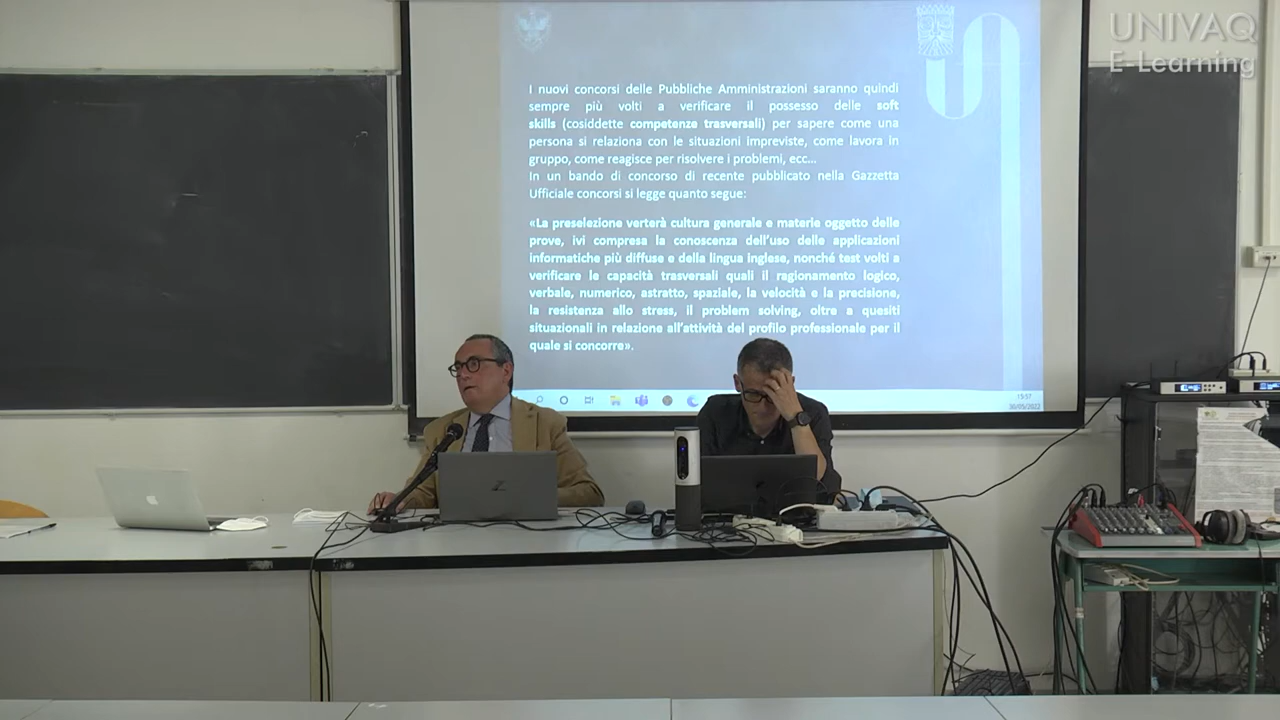 UNIVAQ
E-Learning
I nuovi concorsi delle Pubbliche Amministrazioni saranno quindi
sempre più volti a verificare il possesso delle soft
skills (cosiddette competenze trasversali) per sapere come una
persona si relaziona con le situazioni impreviste, come lavora in
gruppo, come reagisce per risolvere i problemi, ecc...
In un bando di concorso di recente pubblicato nella Gazzetta
Ufficiale concorsi si legge quanto segue:
«La preselezione verterà cultura generale e materie oggetto delle
prove, ivi compresa la conoscenza dell'uso delle applicazioni
informatiche più diffuse e della lingua inglese, nonché test volti a
verificare le capacità trasversali quali il ragionamento logico,
verbale, numerico, astratto, spaziale, la velocità e la precisione,
la resistenza allo stress, il problem solving, oltre a quesiti
situazionali in relazione all'attività del profilo professionale per il
quale si concorre».
15:57
30/05/2022